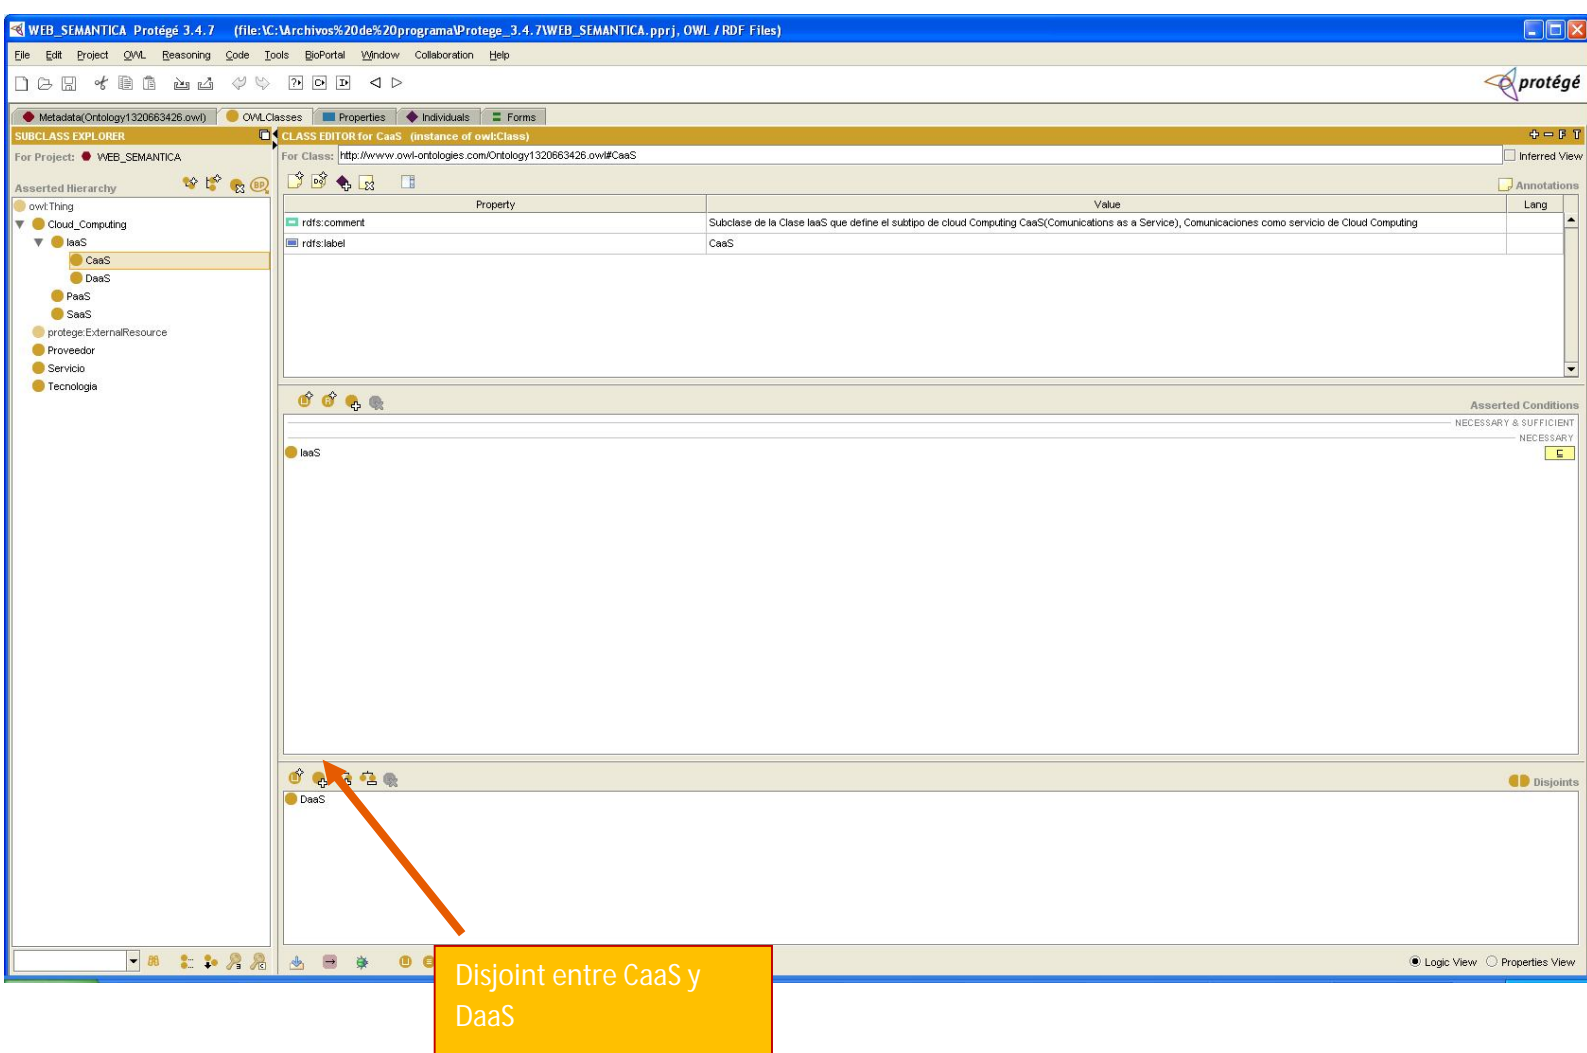 WEB_SEMANTICA Protégé 3.4.7 (file:\C:\Archivos%20de%20programa\Protege_3.4.7\WEB_SEMANTICA.pprj, OWL / RDF Files)
File Edit Project OWL Reasoning Code Tools BioPortal Window Collaboration Help
protégé
Metadata(Ontology1320663426.owl) OWLClasses Properties Individuals Forms
SUBCLASS EXPLORER
For Project: WEB_SEMANTICA
Asserted Hierarchy
owl:Thing
Cloud_Computing
IaaS
CaaS
DaaS
PaaS
SaaS
protege:ExternalResource
Proveedor
Servicio
Tecnologia
CLASS EDITOR for CaaS (instance of owl:Class)
For Class: http://www.owl-ontologies.com/Ontology1320663426.owl#CaaS
Inferred View
Annotations
Property Value Lang
rdfs:comment Subclase de la Clase IaaS que define el subtipo de cloud Computing CaaS(Comunications as a Service), Comunicaciones como servicio de Cloud Computing
rdfs:label CaaS
Asserted Conditions
NECESSARY & SUFFICIENT
NECESSARY
IaaS
Disjoints
DaaS
Logic View Properties View
Disjoint entre CaaS y
DaaS